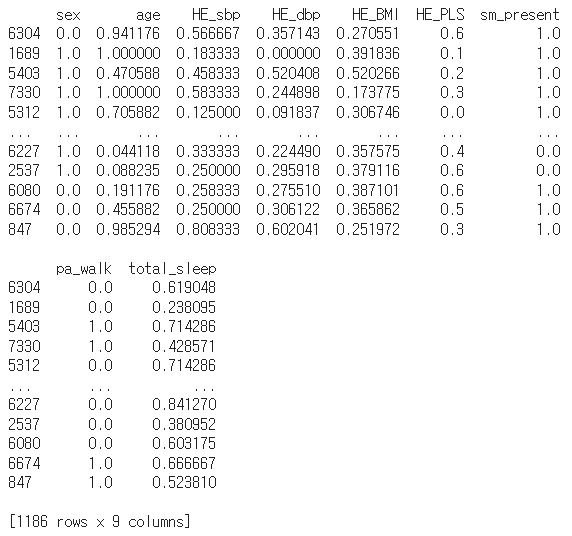 sex age HE_sbp HE_dbp HE_BMI HE_PLS sm_present
6304 0.0 0.941176 0.566667 0.357143 0.270551 0.6 1.0
1689 1.0 1.000000 0.183333 0.000000 0.391836 0.1 1.0
5403 1.0 0.470588 0.458333 0.520408 0.520266 0.2 1.0
7330 1.0 1.000000 0.583333 0.244898 0.173775 0.3 1.0
5312 1.0 0.705882 0.125000 0.091837 0.306746 0.0 1.0
... ... ... ... ... ... ... ...
6227 1.0 0.044118 0.333333 0.224490 0.357575 0.4 0.0
2537 1.0 0.088235 0.250000 0.295918 0.379116 0.6 0.0
6080 0.0 0.191176 0.258333 0.275510 0.387101 0.6 1.0
6674 0.0 0.455882 0.250000 0.306122 0.365862 0.5 1.0
847 0.0 0.985294 0.808333 0.602041 0.251972 0.3 1.0
pa_walk total_sleep
6304 0.0 0.619048
1689 0.0 0.238095
5403 1.0 0.714286
7330 1.0 0.428571
5312 0.0 0.714286
... ... ...
6227 0.0 0.841270
2537 0.0 0.380952
6080 0.0 0.603175
6674 1.0 0.666667
847 1.0 0.523810
[1186 rows x 9 columns]